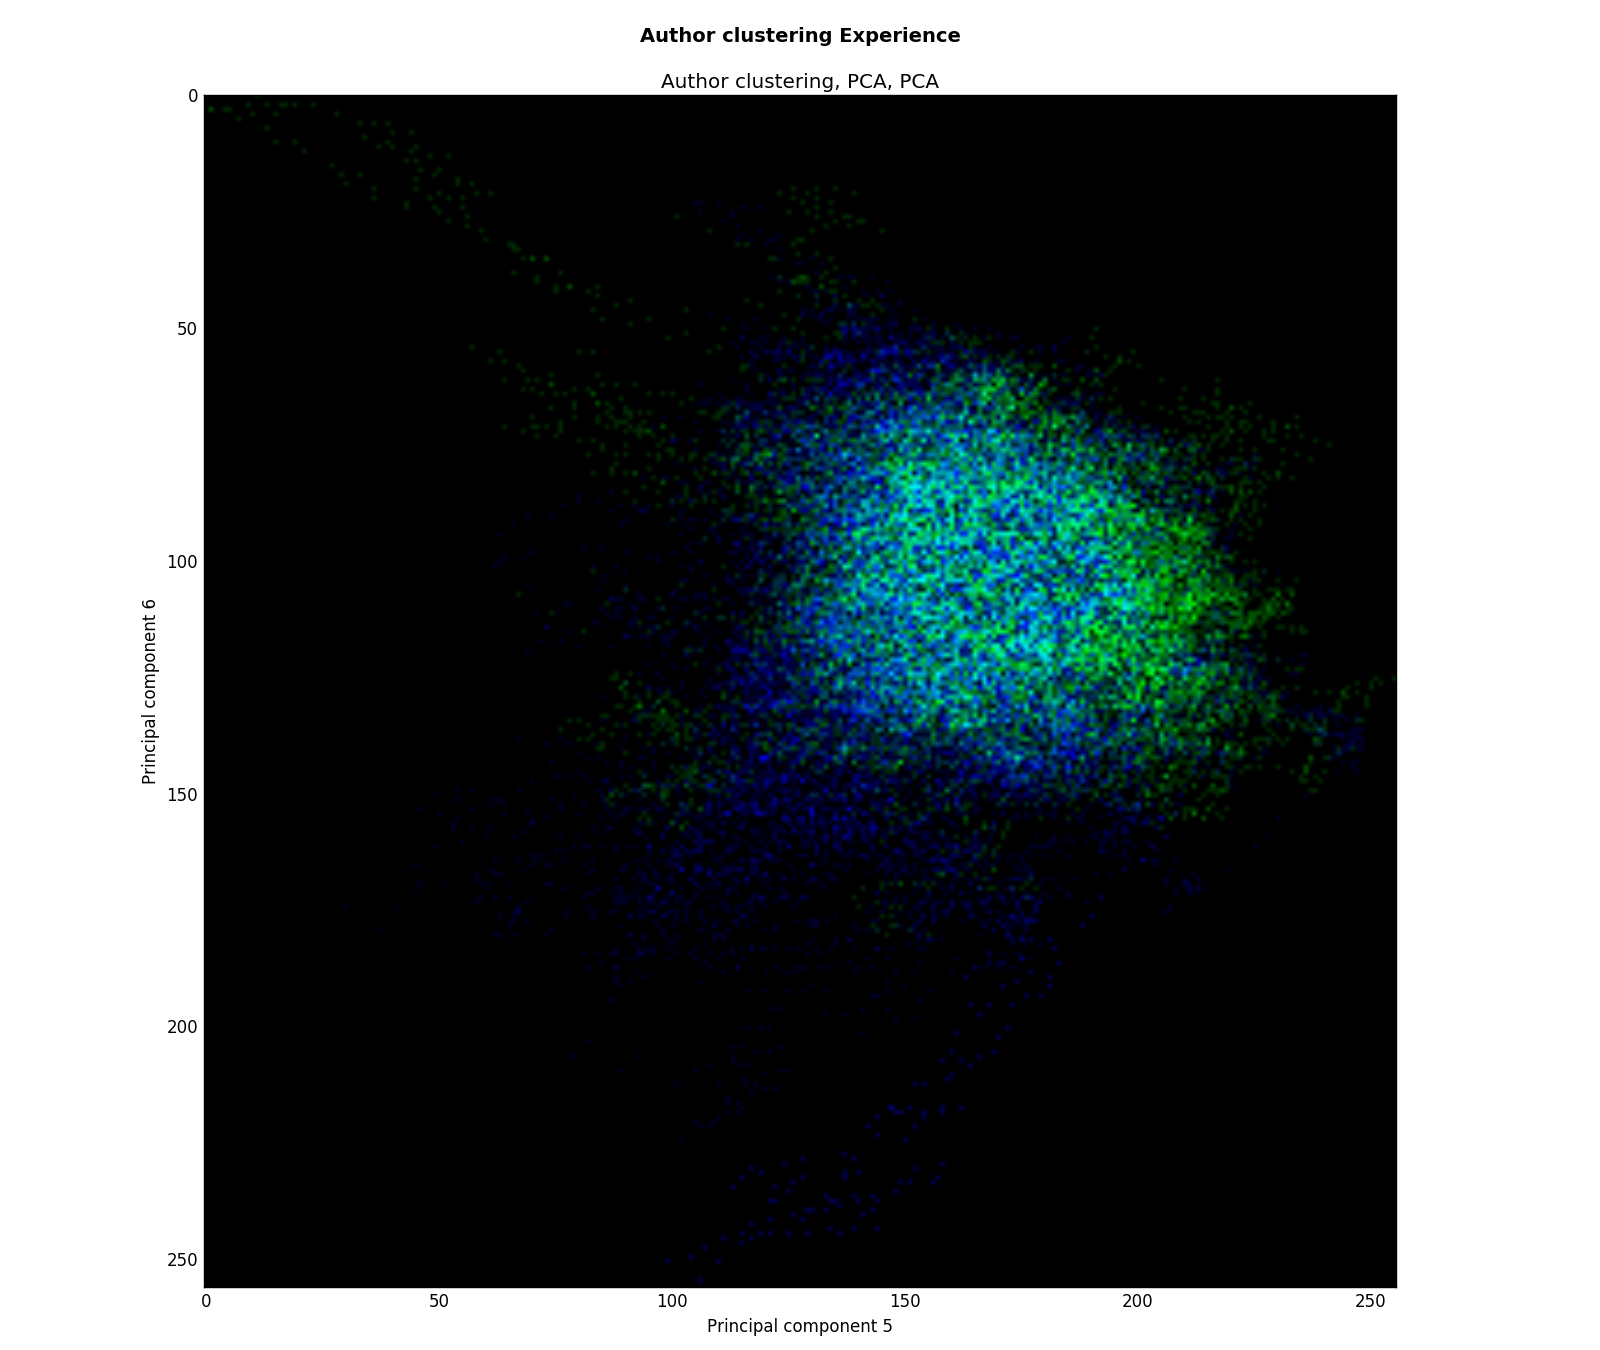 Author clustering Experience
Author clustering, PCA, PCA
0
50
100
150
200
250
Principal component 6
0 50 100 150 200 250
Principal component 5